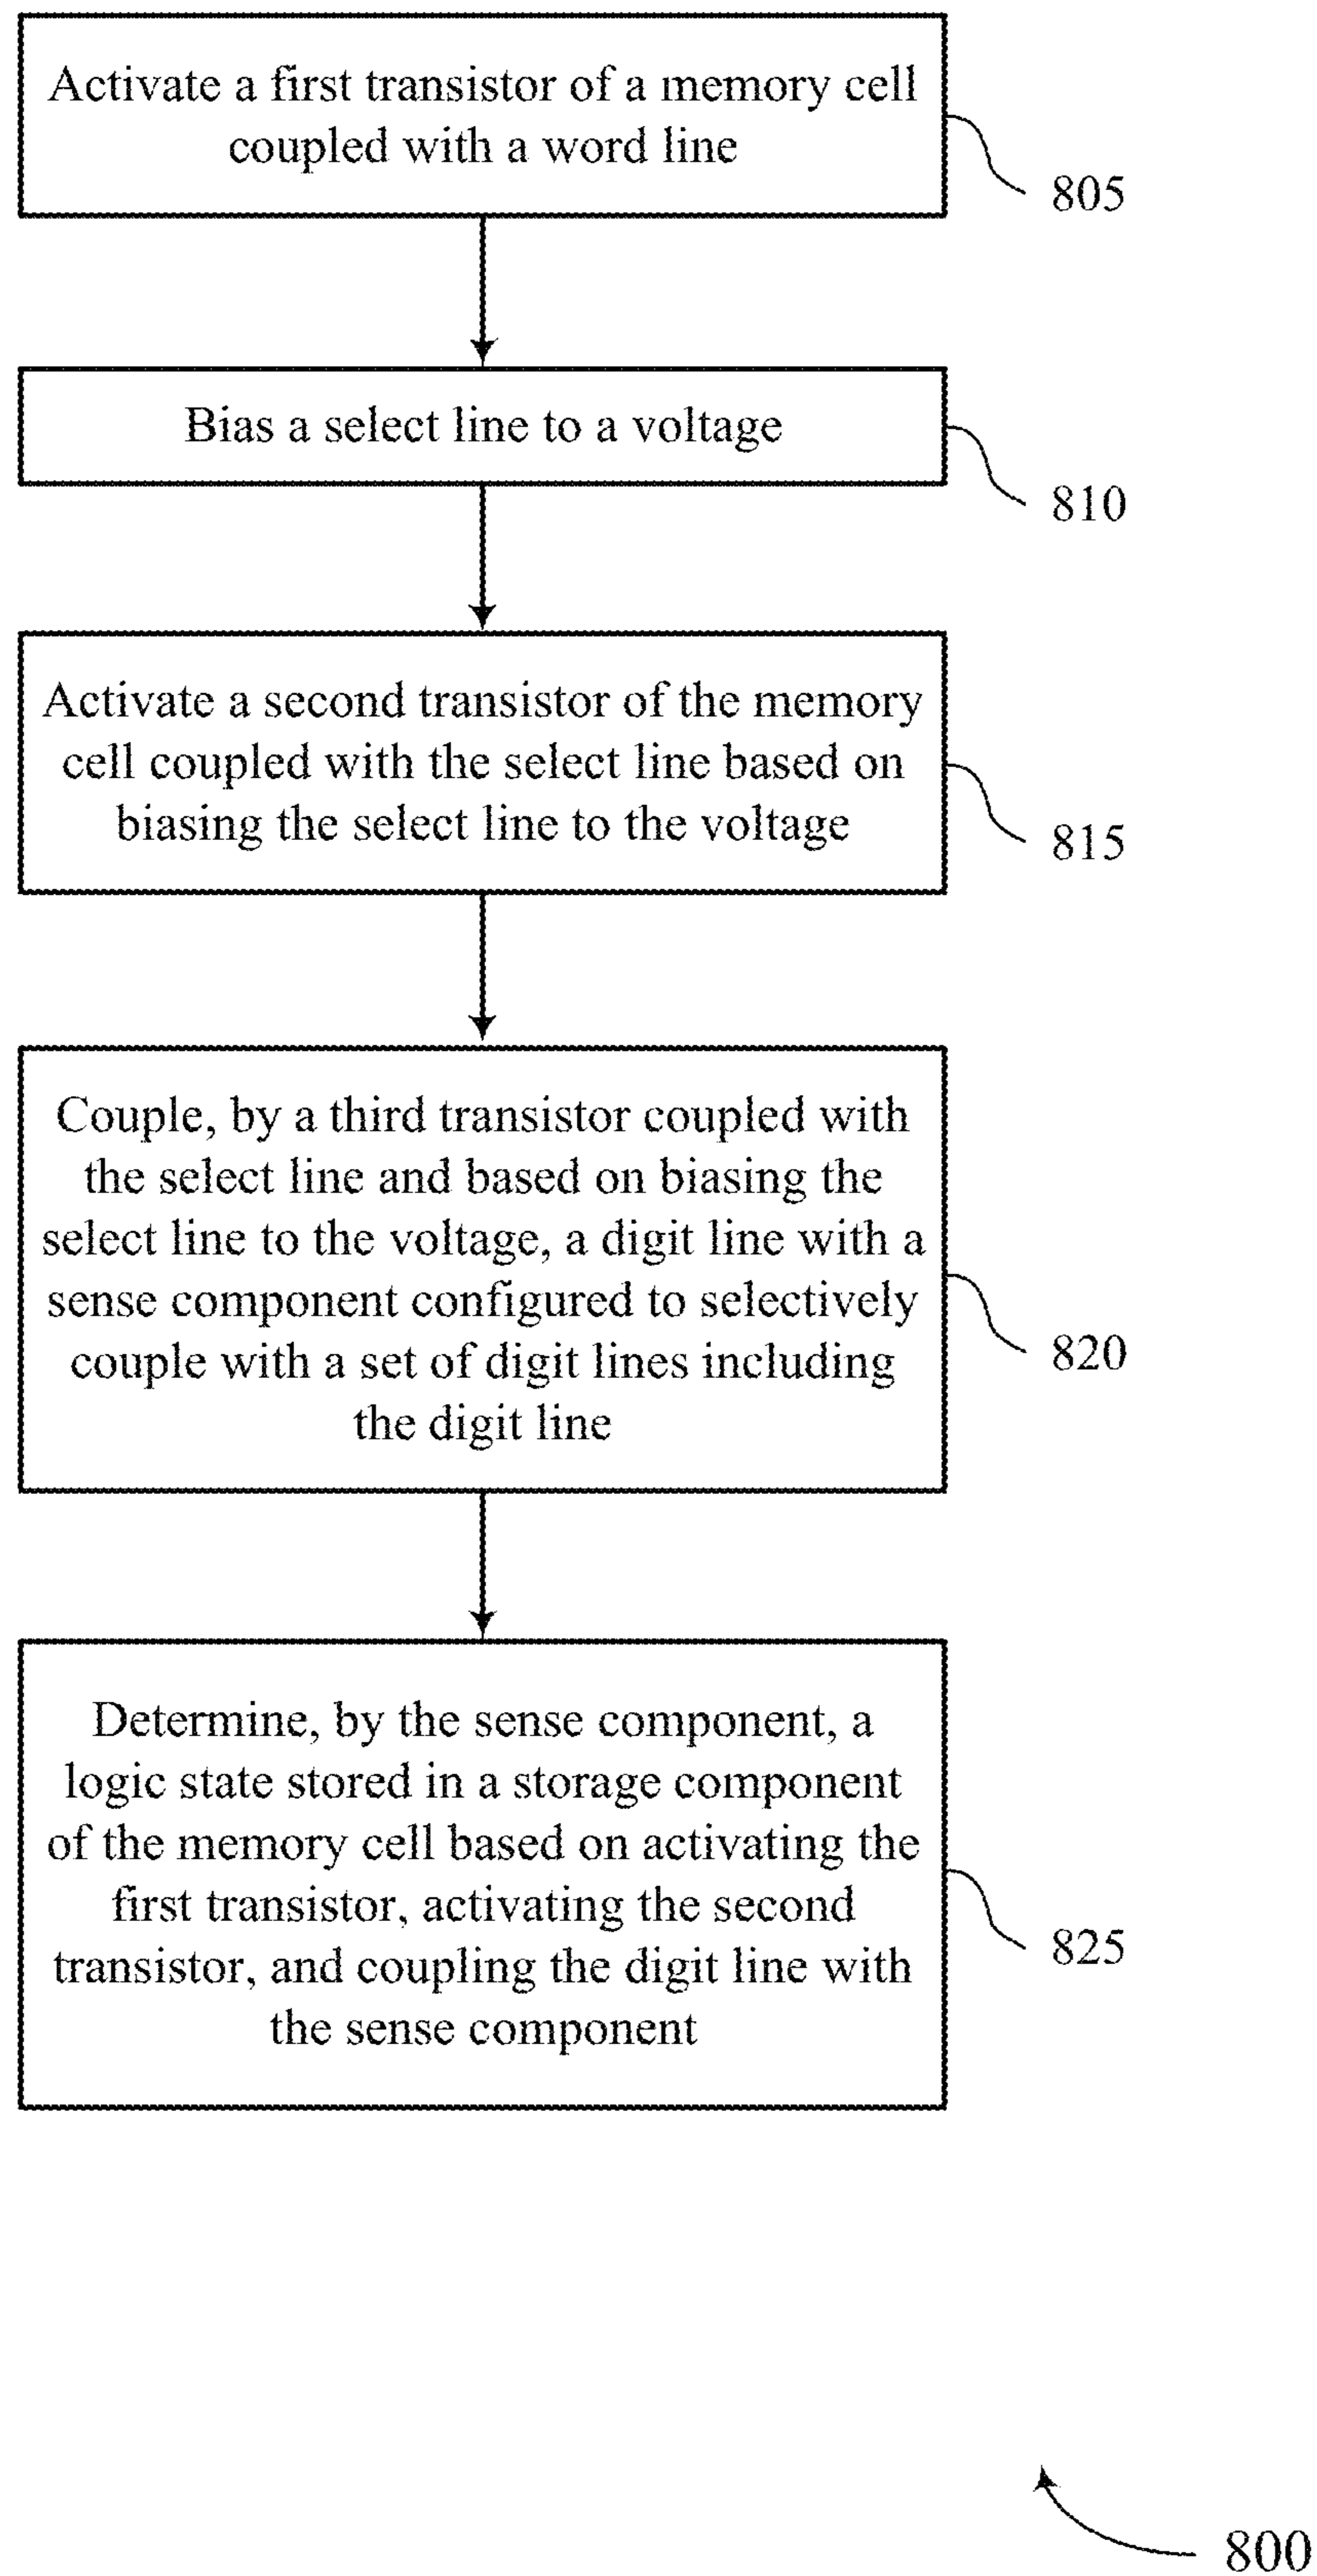 Activate a first transistor of a memory cell
coupled with a word line
805
Bias a select line to a voltage
810
Activate a second transistor of the memory
cell coupled with the select line based on
biasing the select line to the voltage
815
Couple, by a third transistor coupled with
the select line and based on biasing the
select line to the voltage, a digit line with a
sense component configured to selectively
couple with a set of digit lines including
the digit line
820
Determine, by the sense component, a
logic state stored in a storage component
of the memory cell based on activating the
first transistor, activating the second
transistor, and coupling the digit line with
the sense component
825
800